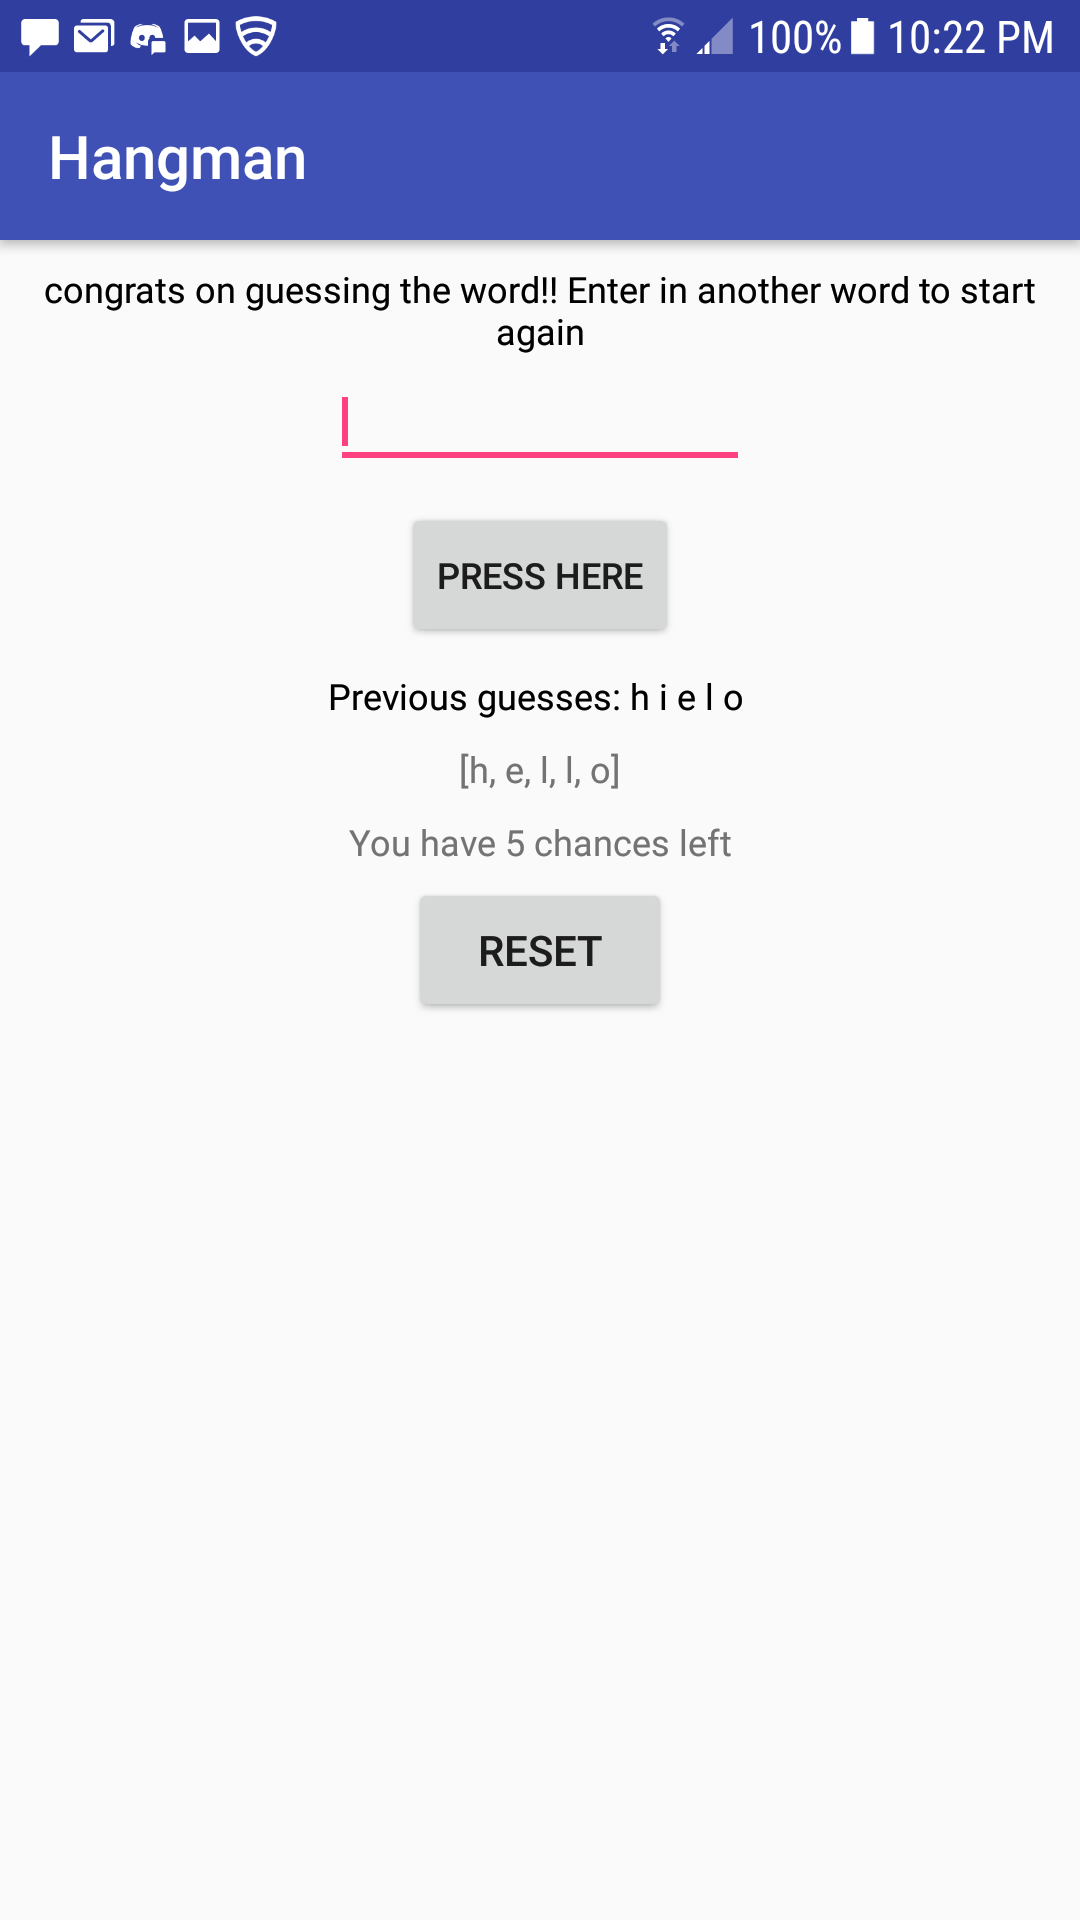 100% 10:22 PM
Hangman
congrats on guessing the word!! Enter in another word to start
again
PRESS HERE
Previous guesses: h i e l o
[h, e, l, l, o]
You have 5 chances left
RESET